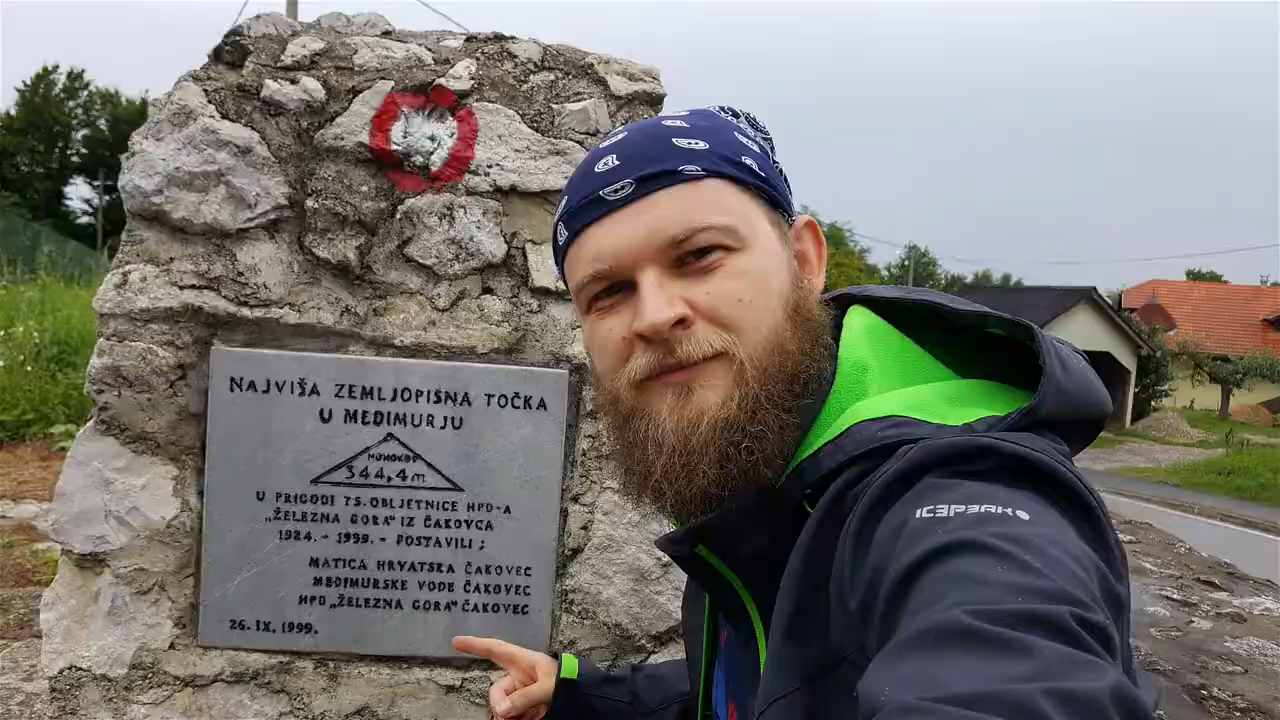 NAJVIŠA ZEMLJOPISNA TOČKA
U MEĐIMURJU
MOHOKOS
344,4m
U PRIGODI 75. OBLJETNICE HPD-A
„ŽELEZNA GORA“ IZ ČAKOVCA
1924. - 1999. - POSTAVILI ;
MATICA HRVATSKA ČAKOVEC
MEĐIMURSKE VODE ČAKOVEC
HPD „ŽELEZNA GORA“ ČAKOVEC
26. IX. 1999.
ICEPEAK